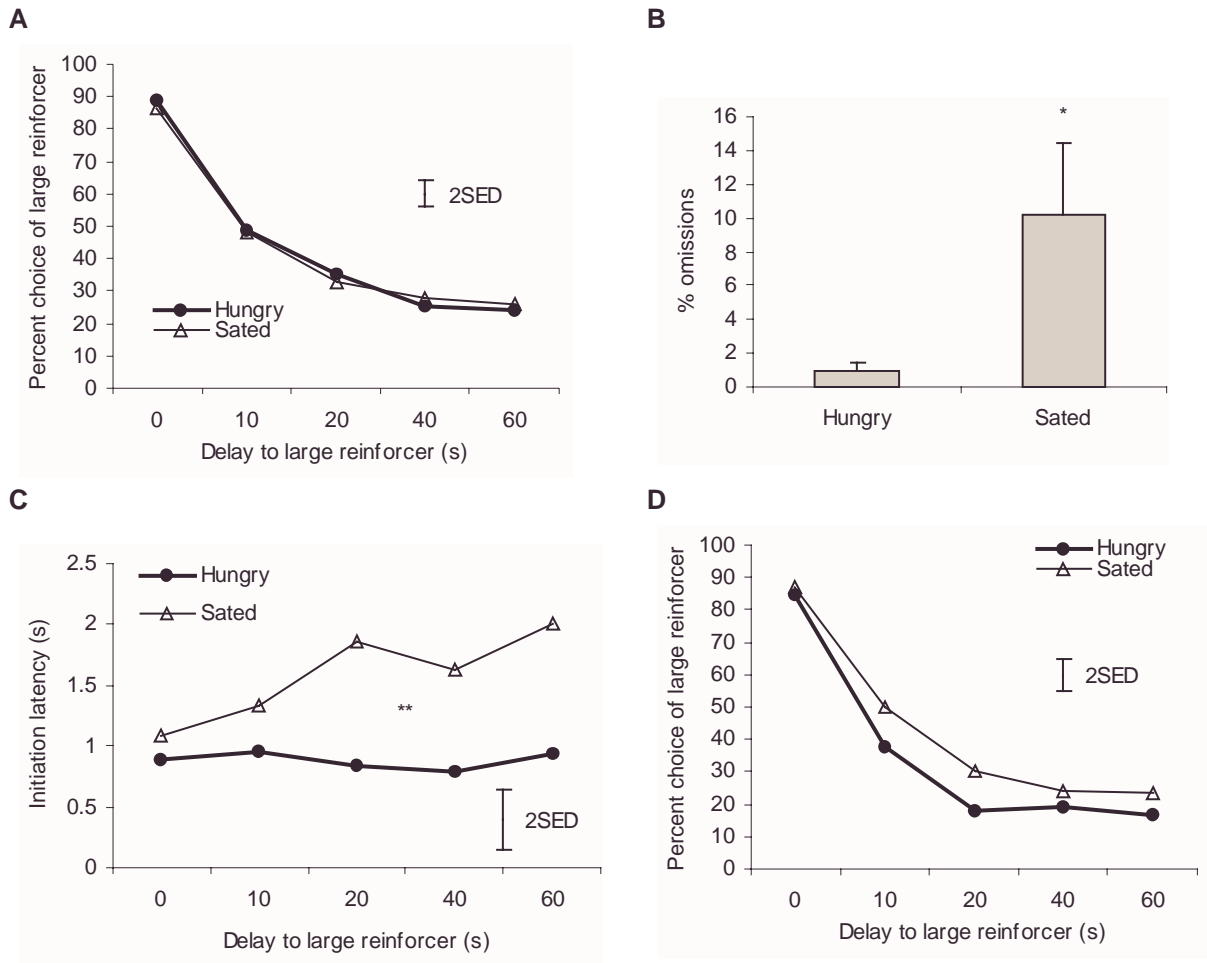 A
Percent choice of large reinforcer
100
90
80
70
60
50
40
30
20
10
0
2SED
Hungry
Sated
0 10 20 40 60
Delay to large reinforcer (s)
B
% omissions
16
14
12
10
8
6
4
2
0
*
Hungry Sated
C
Initiation latency (s)
2.5
2
1.5
1
0.5
0
Hungry
Sated
**
2SED
0 10 20 40 60
Delay to large reinforcer (s)
D
Percent choice of large reinforcer
100
90
80
70
60
50
40
30
20
10
0
Hungry
Sated
2SED
0 10 20 40 60
Delay to large reinforcer (s)